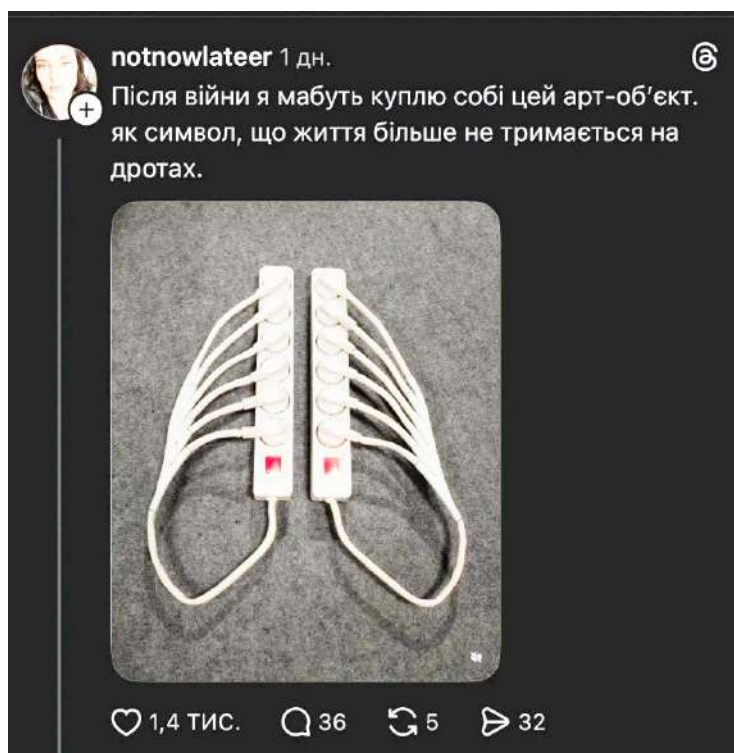 notnowlateer 1 дн.
Після війни я мабуть куплю собі цей арт-об’єкт.
як символ, що життя більше не тримається на
дротах.
1,4 ТИС. 36 5 32